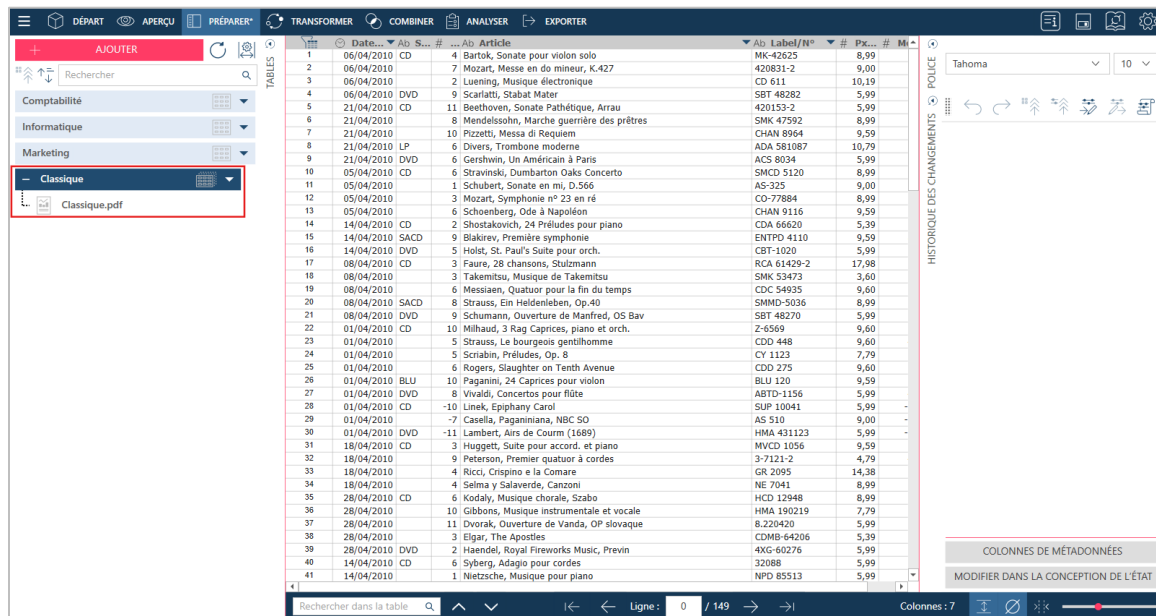 DÉPART APERÇU PRÉPARER* TRANSFORMER COMBINER ANALYSER EXPORTER
AJOUTER
Rechercher
Comptabilité
Informatique
Marketing
Classique
Classique.pdf
TABLES
Date... Ab S... # ... Ab Article Ab Label/N° # Px... # M
1 06/04/2010 CD 4 Bartok, Sonate pour violon solo MK-42625 8,99
2 06/04/2010 7 Mozart, Messe en do mineur, K.427 420831-2 9,00
3 06/04/2010 2 Luening, Musique électronique CD 611 10,19
4 06/04/2010 DVD 9 Scarlatti, Stabat Mater SBT 48282 5,99
5 21/04/2010 CD 11 Beethoven, Sonate Pathétique, Arrau 420153-2 5,99
6 21/04/2010 8 Mendelssohn, Marche guerrière des prêtres SMK 47592 8,99
7 21/04/2010 10 Pizzetti, Messa di Requiem CHAN 8964 9,59
8 21/04/2010 LP 6 Divers, Trombone moderne ADA 581087 10,79
9 21/04/2010 DVD 6 Gershwin, Un Américain à Paris ACS 8034 5,99
10 05/04/2010 CD 6 Stravinski, Dumbarton Oaks Concerto SMCD 5120 8,99
11 05/04/2010 1 Schubert, Sonate en mi, D.566 AS-325 9,00
12 05/04/2010 3 Mozart, Symphonie n° 23 en ré CO-77884 8,99
13 05/04/2010 6 Schoenberg, Ode à Napoléon CHAN 9116 9,59
14 14/04/2010 CD 2 Shostakovich, 24 Préludes pour piano CDA 66620 5,39
15 14/04/2010 SACD 9 Blakirev, Première symphonie ENTPD 4110 9,59
16 14/04/2010 DVD 5 Holst, St. Paul's Suite pour orch. CBT-1020 5,99
17 08/04/2010 CD 3 Faure, 28 chansons, Stulzmann RCA 61429-2 17,98
18 08/04/2010 3 Takemitsu, Musique de Takemitsu SMK 53473 3,60
19 08/04/2010 6 Messiaen, Quatuor pour la fin du temps CDC 54935 9,60
20 08/04/2010 SACD 8 Strauss, Ein Heldenleben, Op.40 SMMD-5036 8,99
21 08/04/2010 DVD 9 Schumann, Ouverture de Manfred, OS Bav SBT 48270 5,99
22 01/04/2010 CD 10 Milhaud, 3 Rag Caprices, piano et orch. Z-6569 9,60
23 01/04/2010 5 Strauss, Le bourgeois gentilhomme CDD 448 9,60
24 01/04/2010 5 Scriabin, Préludes, Op. 8 CY 1123 7,79
25 01/04/2010 6 Rogers, Slaughter on Tenth Avenue CDD 275 9,60
26 01/04/2010 BLU 10 Paganini, 24 Caprices pour violon BLU 120 9,59
27 01/04/2010 DVD 8 Vivaldi, Concertos pour flûte ABTD-1156 5,99
28 01/04/2010 CD -10 Linek, Epiphany Carol SUP 10041 5,99 -
29 01/04/2010 -7 Casella, Paganiniana, NBC SO AS 510 9,00 -
30 01/04/2010 DVD -11 Lambert, Airs de Courm (1689) HMA 431123 5,99 -
31 18/04/2010 CD 3 Huggett, Suite pour accord. et piano MVCD 1056 9,59
32 18/04/2010 9 Peterson, Premier quatuor à cordes 3-7121-2 4,79
33 18/04/2010 4 Ricci, Crispino e la Comare GR 2095 14,38
34 18/04/2010 4 Selma y Salaverde, Canzoni NE 7041 8,99
35 28/04/2010 CD 6 Kodaly, Musique chorale, Szabo HCD 12948 8,99
36 28/04/2010 10 Gibbons, Musique instrumentale et vocale HMA 190219 7,79
37 28/04/2010 11 Dvorak, Ouverture de Vanda, OP slovaque 8.220420 5,99
38 28/04/2010 3 Elgar, The Apostles CDMB-64206 5,39
39 28/04/2010 DVD 2 Haendel, Royal Fireworks Music, Previn 4XG-60276 5,99
40 14/04/2010 CD 6 Syberg, Adagio pour cordes 32088 5,99
41 14/04/2010 1 Nietzsche, Musique pour piano NPD 85513 5,99
Rechercher dans la table Ligne : 0 / 149 Colonnes : 7
POLICE
Tahoma 10
HISTORIQUE DES CHANGEMENTS
COLONNES DE MÉTADONNÉES
MODIFIER DANS LA CONCEPTION DE L'ÉTAT